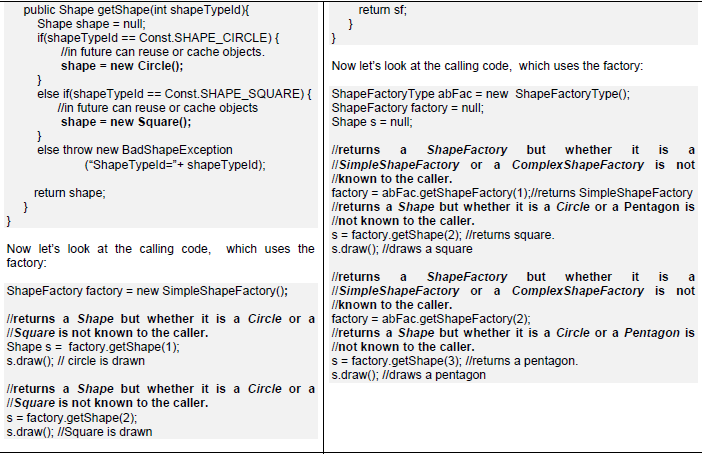 public Shape getShape(int shapeTypeId){
Shape shape = null;
if(shapeTypeId == Const.SHAPE_CIRCLE) {
//in future can reuse or cache objects.
shape = new Circle();
}
else if(shapeTypeId == Const.SHAPE_SQUARE) {
//in future can reuse or cache objects
shape = new Square();
}
else throw new BadShapeException
(“ShapeTypeId=”+ shapeTypeId);
return shape;
}
}
Now let’s look at the calling code, which uses the
factory:
ShapeFactory factory = new SimpleShapeFactory();
//returns a Shape but whether it is a Circle or a
//Square is not known to the caller.
Shape s = factory.getShape(1);
s.draw(); // circle is drawn
//returns a Shape but whether it is a Circle or a
//Square is not known to the caller.
s = factory.getShape(2);
s.draw(); //Square is drawn
return sf;
}
}
Now let’s look at the calling code, which uses the factory:
ShapeFactoryType abFac = new ShapeFactoryType();
ShapeFactory factory = null;
Shape s = null;
//returns a ShapeFactory but whether it is a
//SimpleShapeFactory or a ComplexShapeFactory is not
//known to the caller.
factory = abFac.getShapeFactory(1);//returns SimpleShapeFactory
//returns a Shape but whether it is a Circle or a Pentagon is
//not known to the caller.
s = factory.getShape(2); //returns square.
s.draw(); //draws a square
//returns a ShapeFactory but whether it is a
//SimpleShapeFactory or a ComplexShapeFactory is not
//known to the caller.
factory = abFac.getShapeFactory(2);
//returns a Shape but whether it is a Circle or a Pentagon is
//not known to the caller.
s = factory.getShape(3); //returns a pentagon.
s.draw(); //draws a pentagon